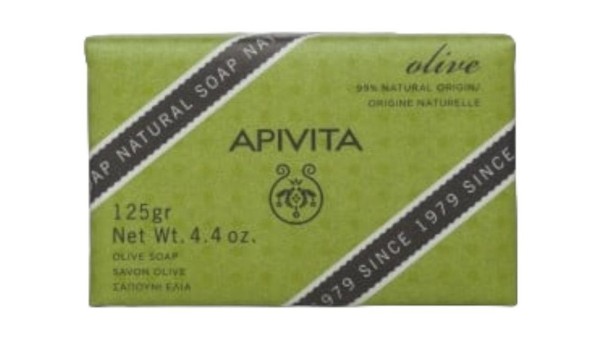 AP NATURAL SOAP NA
olive
99% NATURAL ORIGIN/
ORIGINE NATURELLE
APIVITA
125gr
Net Wt. 4.4 oz.
OLIVE SOAP
SAVON OLIVE
ΣΑΠΟΥΝΙ ΕΛΙΑ
1979 SINCE 1979 SINCE